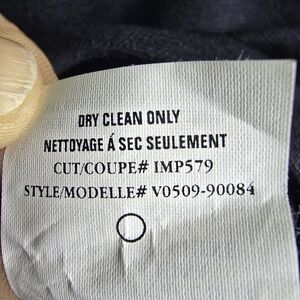 DRY CLEAN ONLY
NETTOYAGE Á SEC SEULEMENT
CUT/COUPE# IMP579
STYLE/MODELLE# V0509-90084